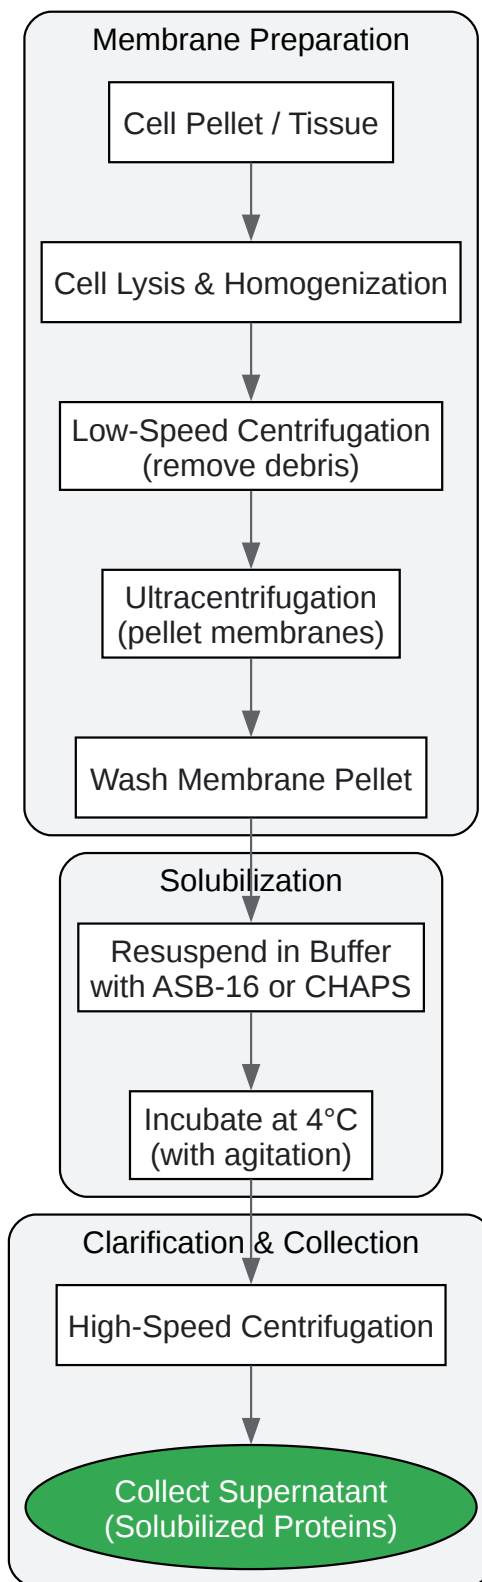 Membrane Preparation
Cell Pellet / Tissue
Cell Lysis & Homogenization
Low-Speed Centrifugation
(remove debris)
Ultracentrifugation
(pellet membranes)
Wash Membrane Pellet
Solubilization
Resuspend in Buffer
with ASB-16 or CHAPS
Incubate at 4°C
(with agitation)
Clarification & Collection
High-Speed Centrifugation
Collect Supernatant
(Solubilized Proteins)